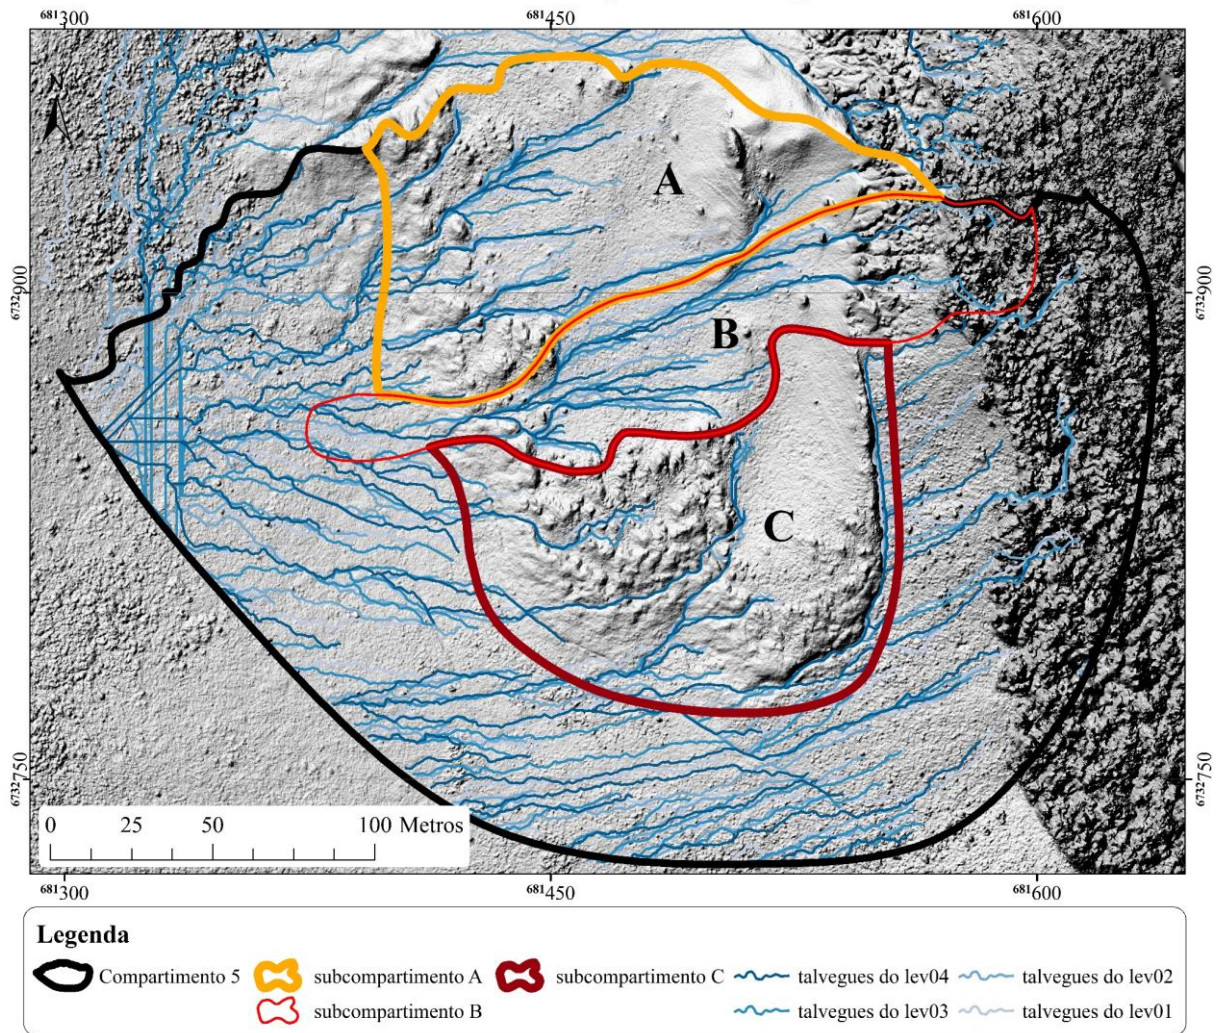 681300 681450 681600
A
6732900 6732900
B
C
6732750 6732750
0 25 50 100 Metros
681300 681450 681600
Legenda
Compartimento 5 subcompartimento A subcompartimento C talvegues do lev04 talvegues do lev02
subcompartimento B talvegues do lev03 talvegues do lev01